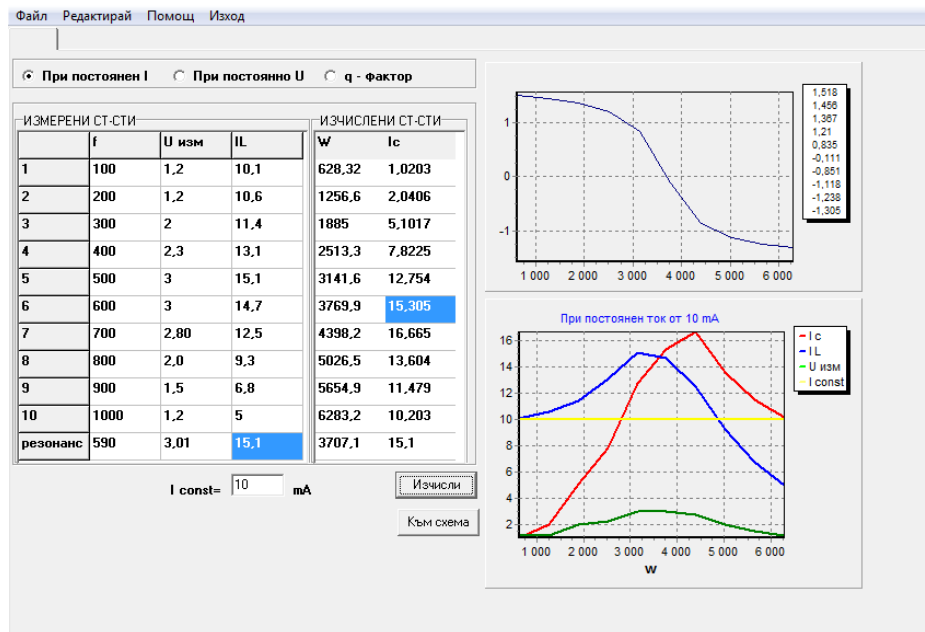 Файл Редактирай Помощ Изход
При постоянен I При постоянно U q - фактор
ИЗМЕРЕНИ СТ-СТИ ИЗЧИСЛЕНИ СТ-СТИ
f U изм IL W Ic
1 100 1,2 10,1 628,32 1,0203
2 200 1,2 10,6 1256,6 2,0406
3 300 2 11,4 1885 5,1017
4 400 2,3 13,1 2513,3 7,8225
5 500 3 15,1 3141,6 12,754
6 600 3 14,7 3769,9 15,305
7 700 2,80 12,5 4398,2 16,665
8 800 2,0 9,3 5026,5 13,604
9 900 1,5 6,8 5654,9 11,479
10 1000 1,2 5 6283,2 10,203
резонанс 590 3,01 15,1 3707,1 15,1
I const= 10 mA Изчисли
Към схема
1
0
-1
1 000 2 000 3 000 4 000 5 000 6 000
1,518
1,456
1,367
1,21
0,835
-0,111
-0,851
-1,118
-1,238
-1,305
При постоянен ток от 10 mA
16
14
12
10
8
6
4
2
1 000 2 000 3 000 4 000 5 000 6 000
W
I c
I L
U изм
I const